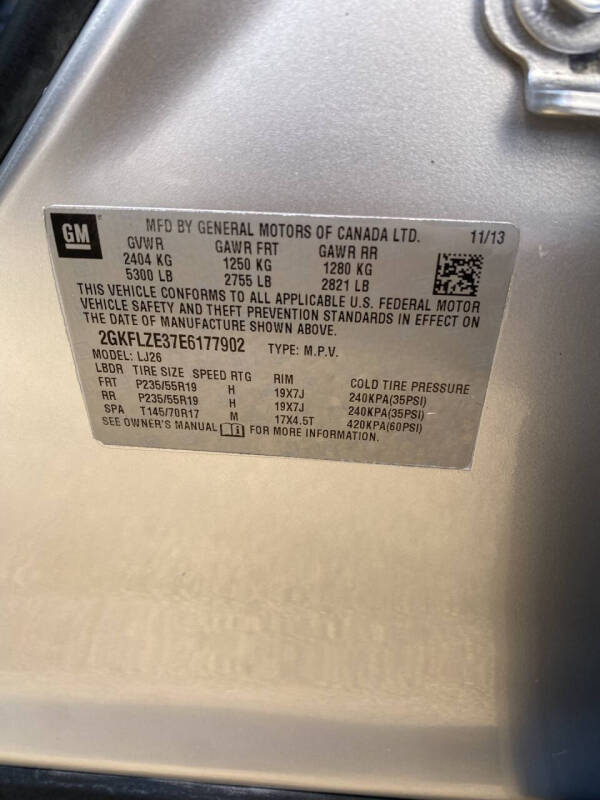 GM
MFD BY GENERAL MOTORS OF CANADA LTD. 11/13
GVWR GAWR FRT GAWR RR
2404 KG 1250 KG 1280 KG
5300 LB 2755 LB 2821 LB
THIS VEHICLE CONFORMS TO ALL APPLICABLE U.S. FEDERAL MOTOR
VEHICLE SAFETY AND THEFT PREVENTION STANDARDS IN EFFECT ON
THE DATE OF MANUFACTURE SHOWN ABOVE.
2GKFLZE37E6177902 TYPE: M.P.V.
MODEL: LJ26
LBDR TIRE SIZE SPEED RTG RIM COLD TIRE PRESSURE
FRT P235/55R19 H 19X7J 240KPA(35PSI)
RR P235/55R19 H 19X7J 240KPA(35PSI)
SPA T145/70R17 M 17X4.5T 420KPA(60PSI)
SEE OWNER'S MANUAL FOR MORE INFORMATION.